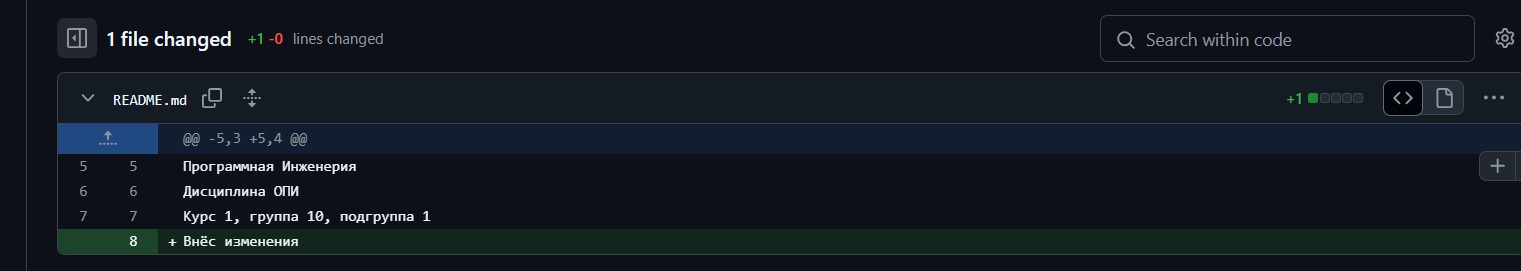 1 file changed +1 -0 lines changed Search within code
README.md +1
@@ -5,3 +5,4 @@
5 5 Программная Инженерия
6 6 Дисциплина ОПИ
7 7 Курс 1, группа 10, подгруппа 1
8 + Внёс изменения